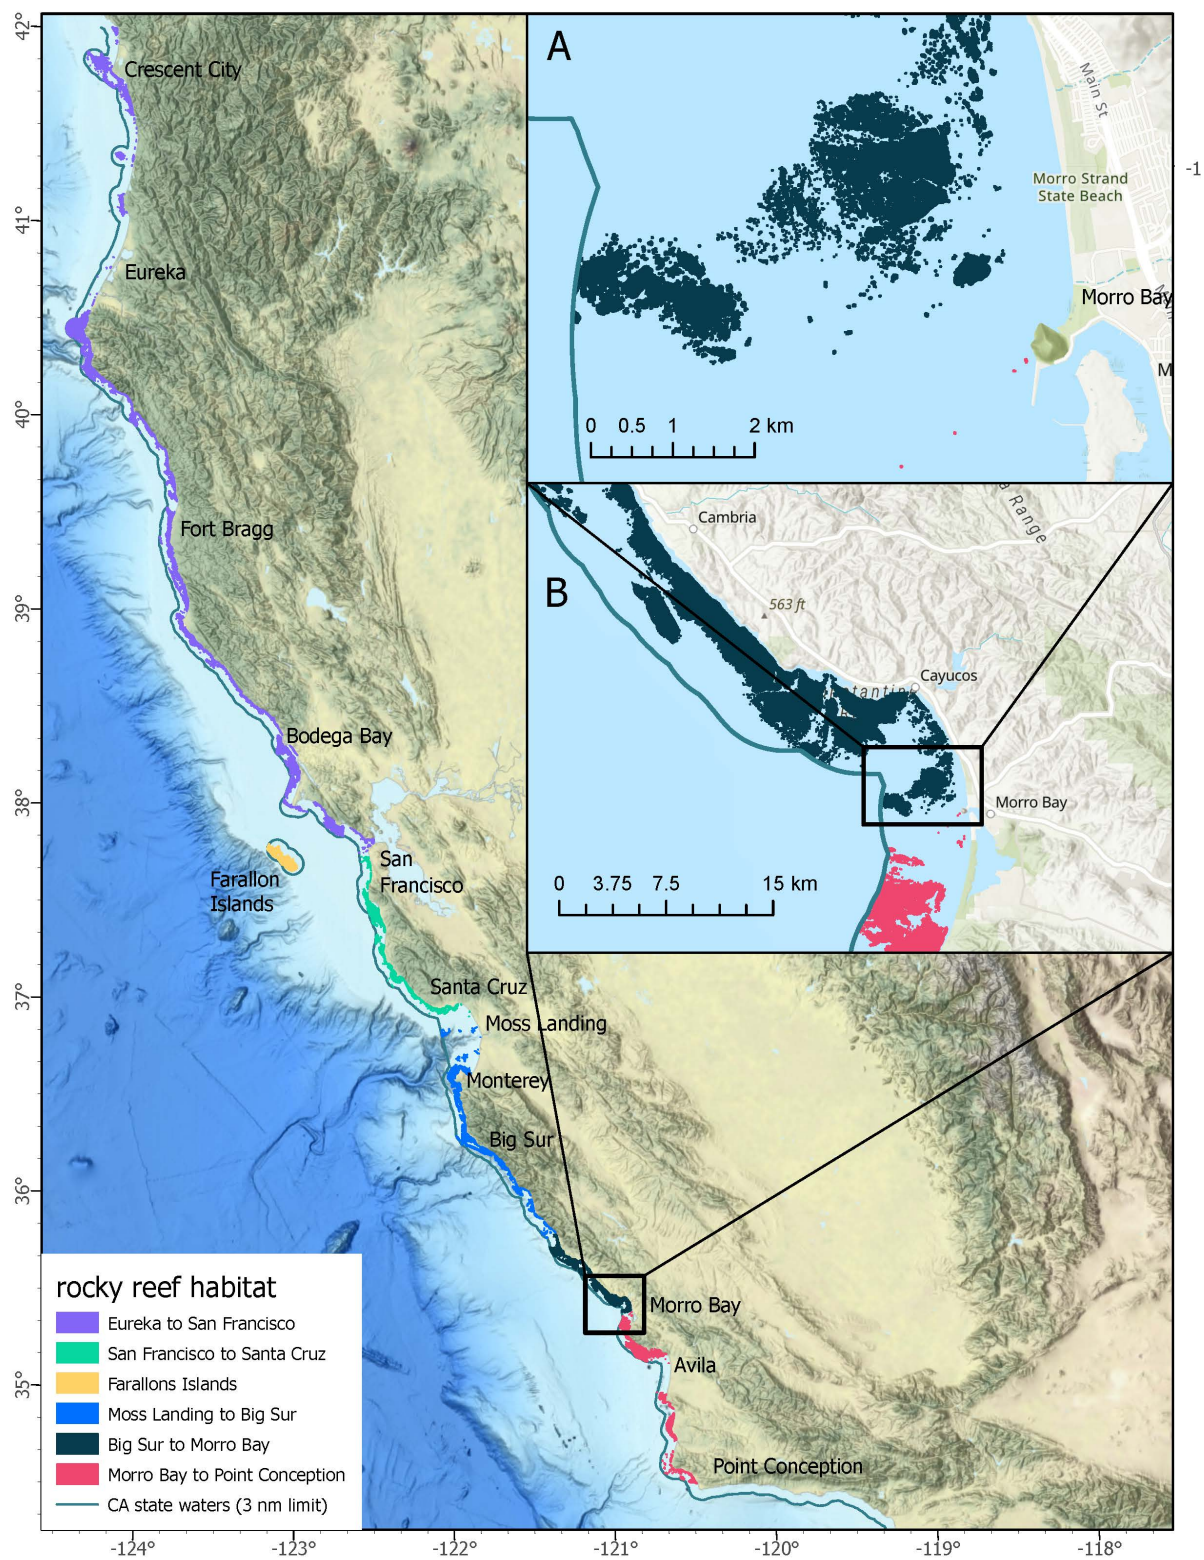 42°
41°
40°
39°
38°
37°
36°
35°
Crescent City
Eureka
Fort Bragg
Bodega Bay
San
Francisco
Farallon
Islands
Santa Cruz
Moss Landing
Monterey
Big Sur
Morro Bay
Avila
Point Conception
A
Main St
Morro Strand
State Beach
Morro Bay
M
0 0.5 1 2 km
-1
B
Cambria
a Range
563 ft
Cayucos
Morro Bay
0 3.75 7.5 15 km
rocky reef habitat
Eureka to San Francisco
San Francisco to Santa Cruz
Farallons Islands
Moss Landing to Big Sur
Big Sur to Morro Bay
Morro Bay to Point Conception
CA state waters (3 nm limit)
-124° -123° -122° -121° -120° -119° -118°